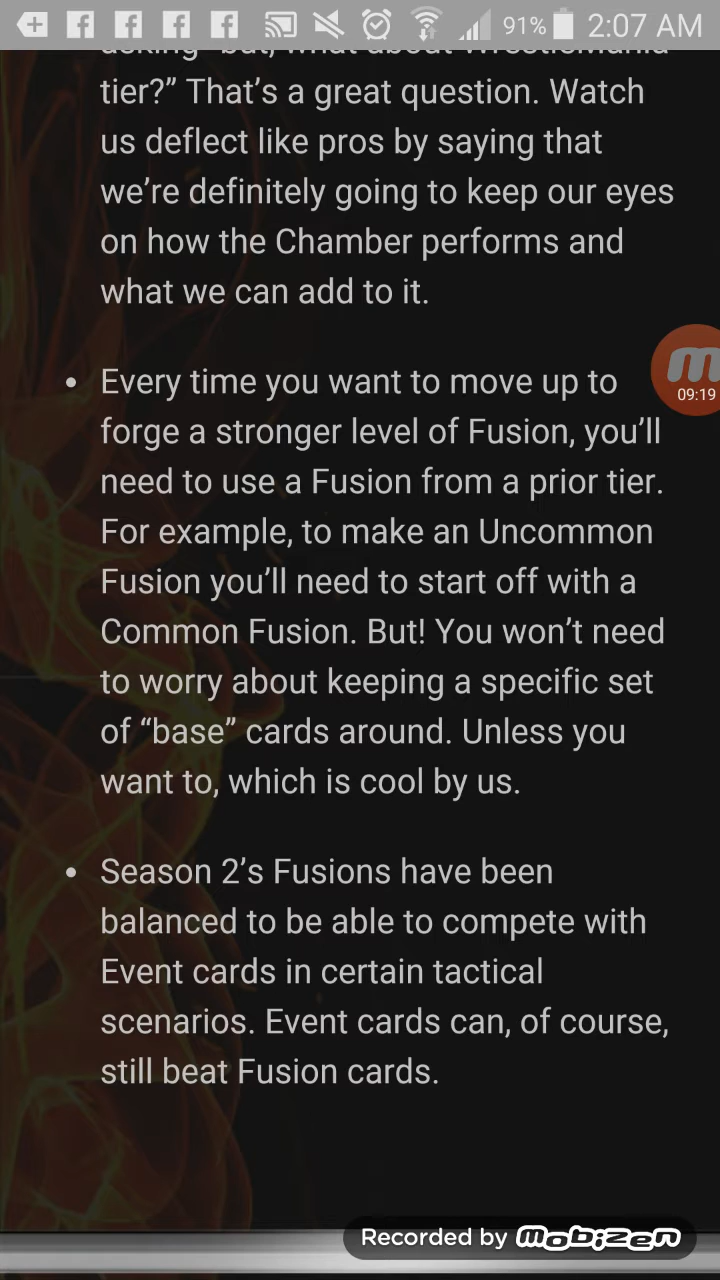 91% 2:07 AM
asking “but, what about WrestleMania
tier?” That’s a great question. Watch
us deflect like pros by saying that
we’re definitely going to keep our eyes
on how the Chamber performs and
what we can add to it.
• Every time you want to move up to
forge a stronger level of Fusion, you’ll
need to use a Fusion from a prior tier.
For example, to make an Uncommon
Fusion you’ll need to start off with a
Common Fusion. But! You won’t need
to worry about keeping a specific set
of “base” cards around. Unless you
want to, which is cool by us.
• Season 2’s Fusions have been
balanced to be able to compete with
Event cards in certain tactical
scenarios. Event cards can, of course,
still beat Fusion cards.
09:19
Recorded by mobizen